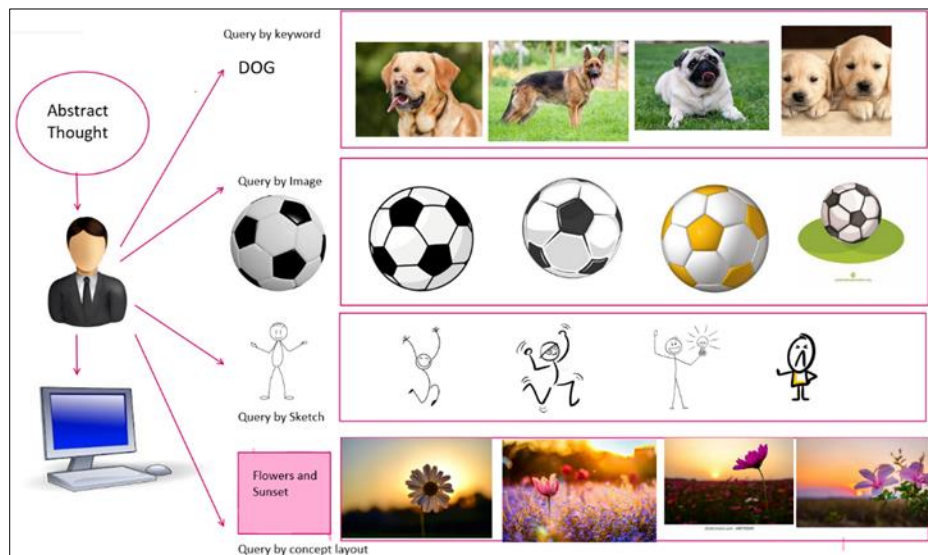 Query by keyword
DOG
Abstract
Thought
Query by Image
Query by Sketch
Flowers and
Sunset
Query by concept layout